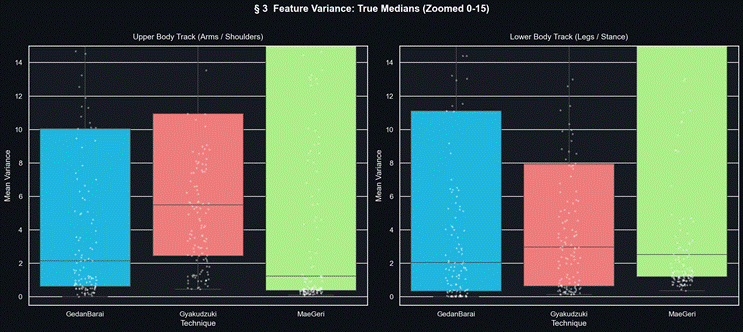 § 3 Feature Variance: True Medians (Zoomed 0-15)
Upper Body Track (Arms / Shoulders)
Mean Variance
14
12
10
8
6
4
2
0
GedanBarai
Gyakudzuki
MaeGeri
Technique
Lower Body Track (Legs / Stance)
Mean Variance
14
12
10
8
6
4
2
0
GedanBarai
Gyakudzuki
MaeGeri
Technique